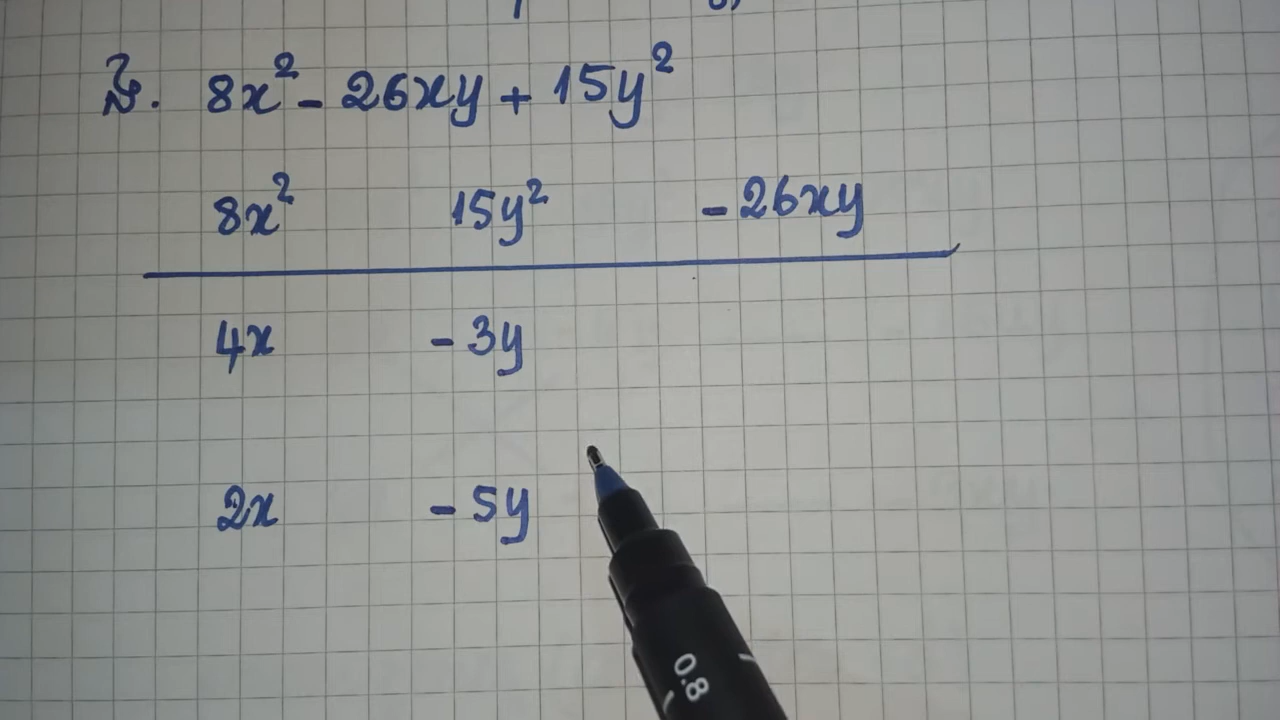 8x² - 26xy + 15y²
8x² 15y² - 26xy
4x - 3y
2x - 5y
0.8